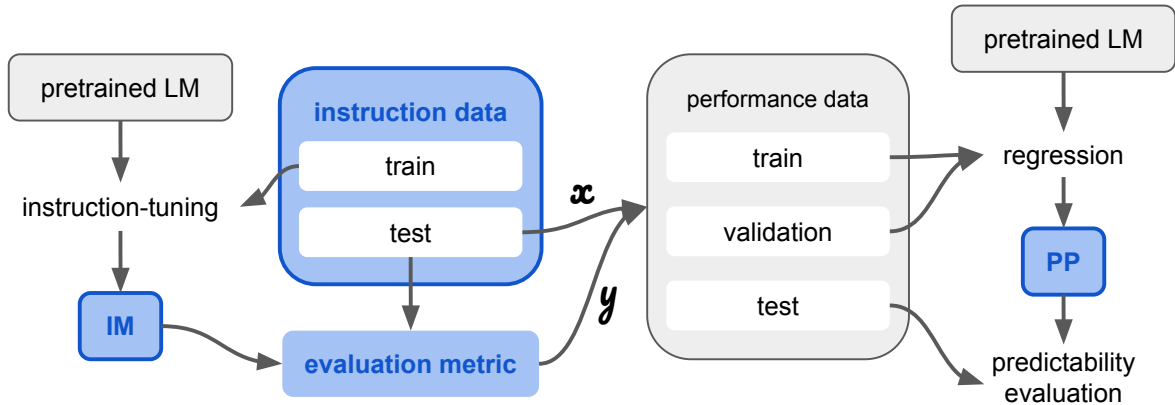 pretrained LM
instruction-tuning
IM
instruction data
train
test
evaluation metric
x
y
performance data
train
validation
test
pretrained LM
regression
PP
predictability
evaluation